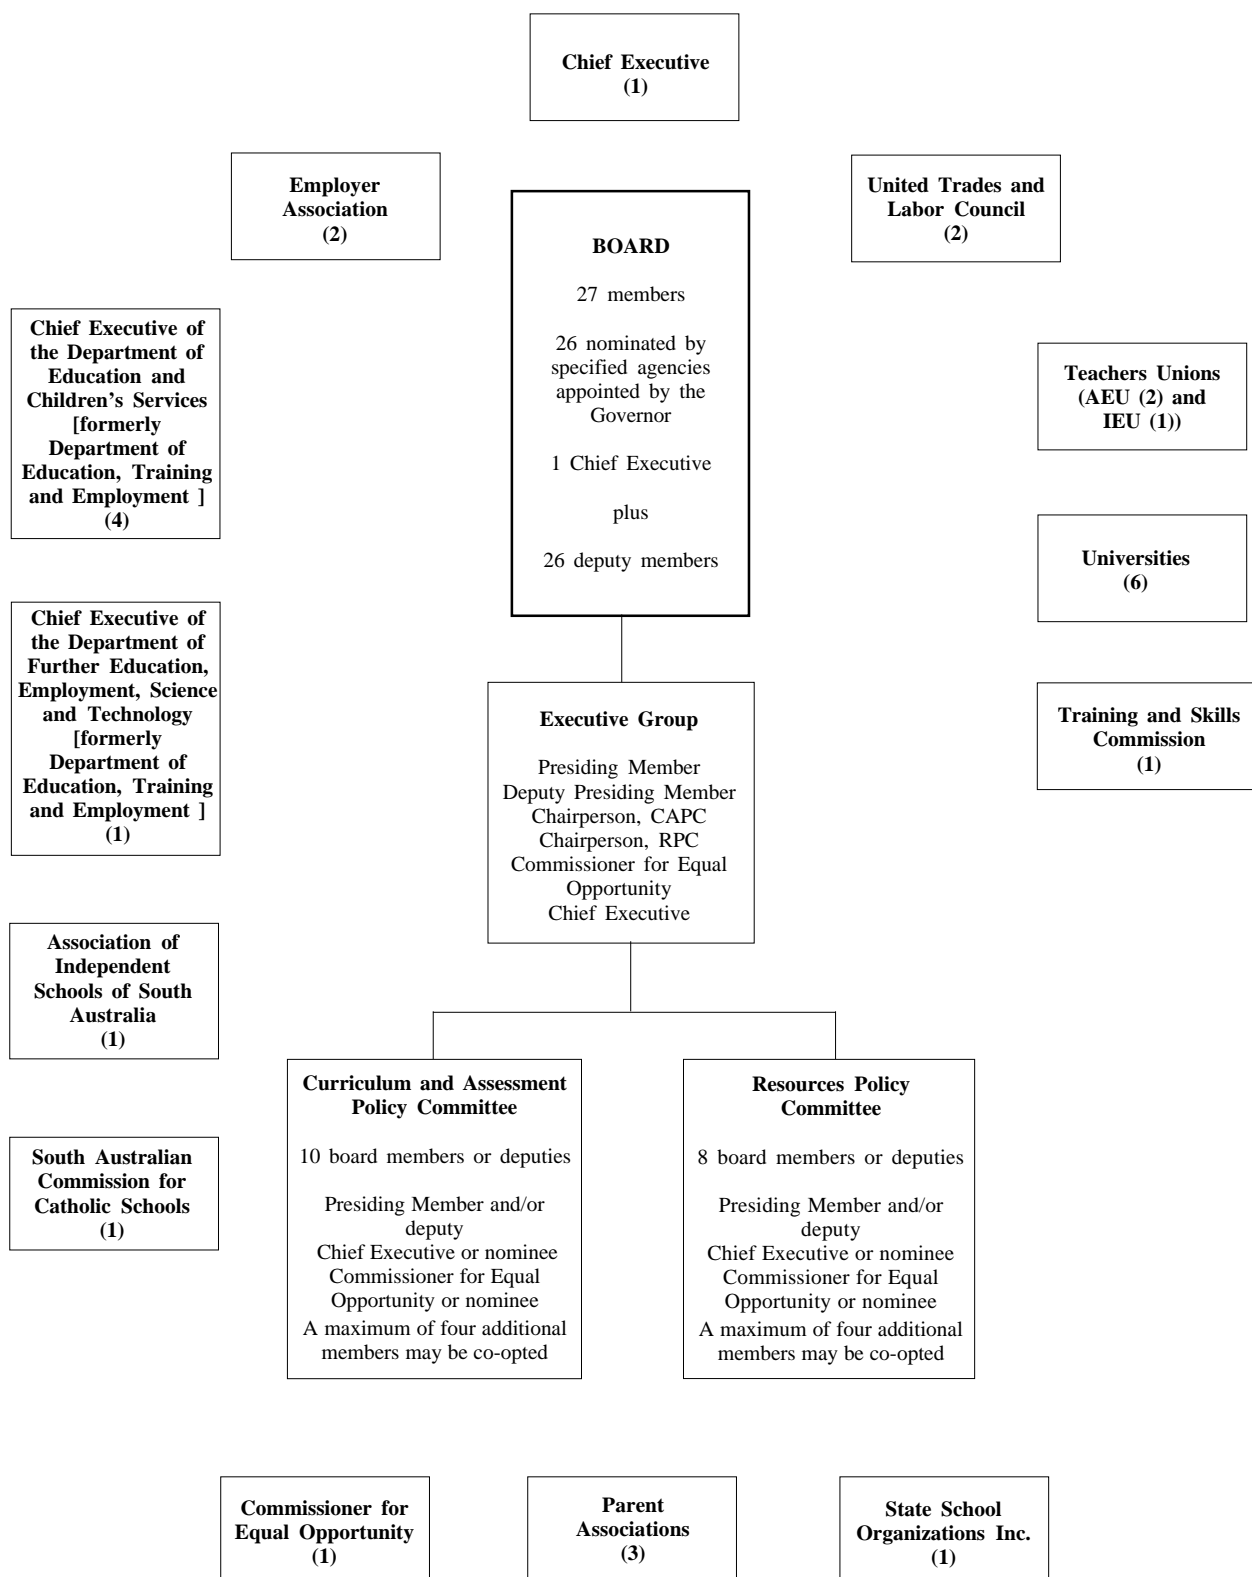 Chief Executive
(1)
Employer
Association
(2)
United Trades and
Labor Council
(2)
BOARD
27 members
26 nominated by
specified agencies
appointed by the
Governor
1 Chief Executive
plus
26 deputy members
Chief Executive of
the Department of
Education and
Children's Services
[formerly
Department of
Education, Training
and Employment ]
(4)
Teachers Unions
(AEU (2) and
IEU (1))
Universities
(6)
Chief Executive of
the Department of
Further Education,
Employment, Science
and Technology
[formerly
Department of
Education, Training
and Employment ]
(1)
Executive Group
Presiding Member
Deputy Presiding Member
Chairperson, CAPC
Chairperson, RPC
Commissioner for Equal
Opportunity
Chief Executive
Training and Skills
Commission
(1)
Association of
Independent
Schools of South
Australia
(1)
Curriculum and Assessment
Policy Committee
10 board members or deputies
Presiding Member and/or
deputy
Chief Executive or nominee
Commissioner for Equal
Opportunity or nominee
A maximum of four additional
members may be co-opted
Resources Policy
Committee
8 board members or deputies
Presiding Member and/or
deputy
Chief Executive or nominee
Commissioner for Equal
Opportunity or nominee
A maximum of four additional
members may be co-opted
South Australian
Commission for
Catholic Schools
(1)
Commissioner for
Equal Opportunity
(1)
Parent
Associations
(3)
State School
Organizations Inc.
(1)